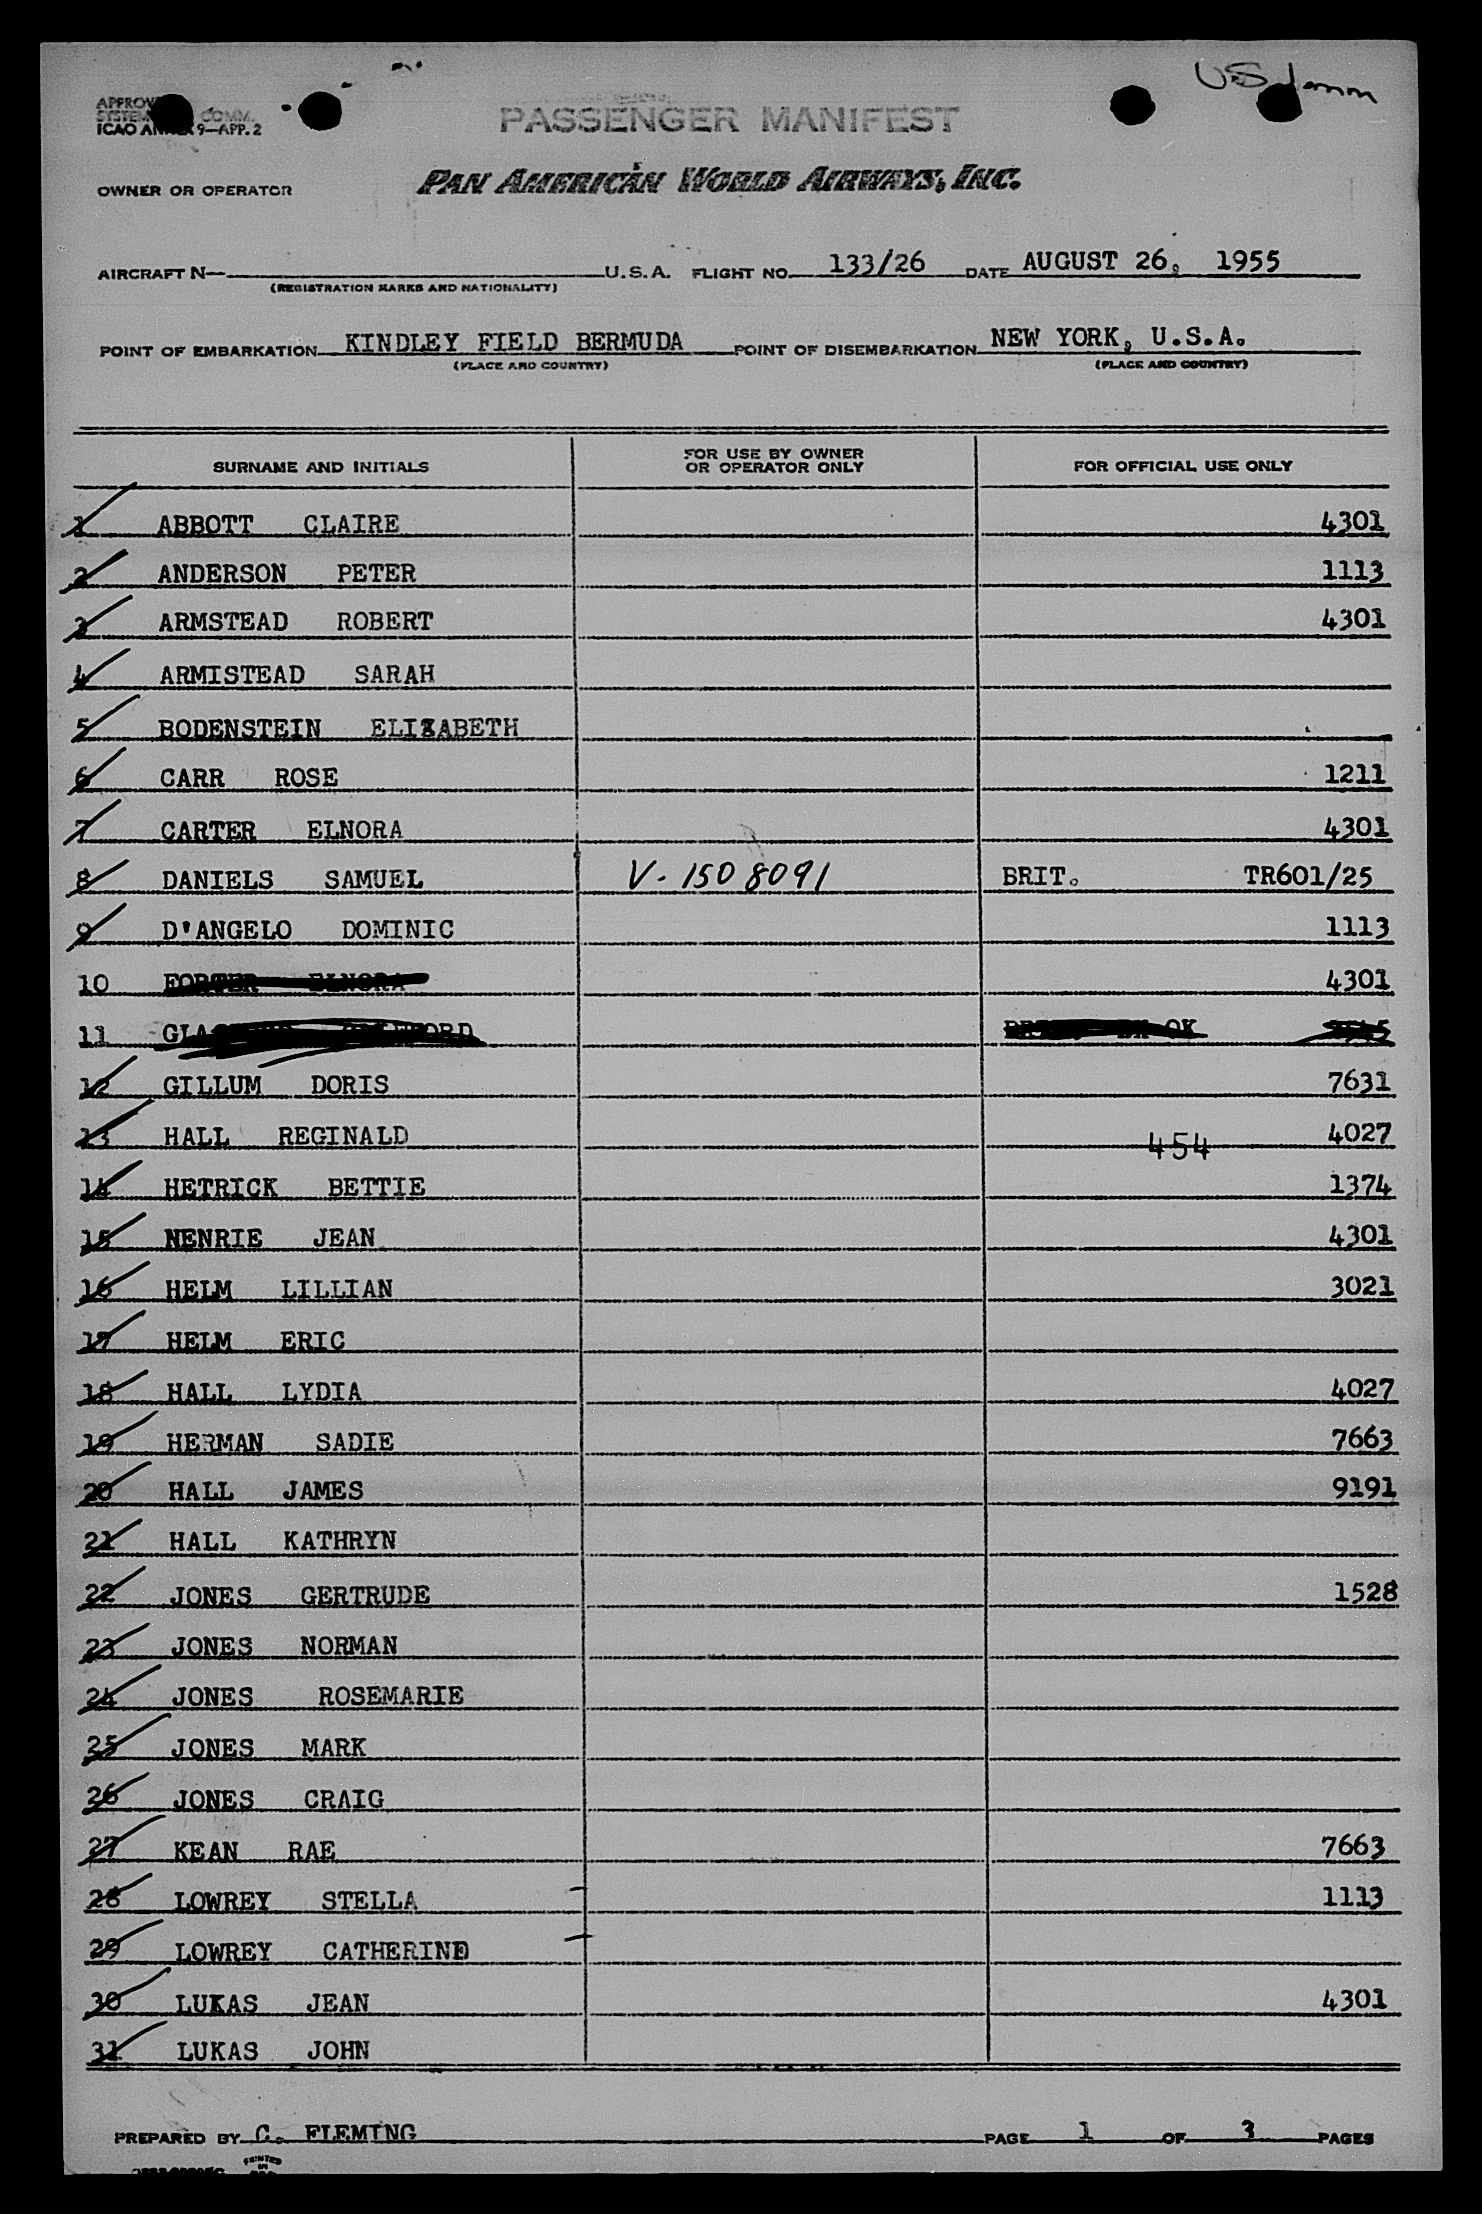 U.S.
ICAO ANNEX 9—APP. 2
PASSENGER MANIFEST
OWNER OR OPERATOR PAN AMERICAN WORLD AIRWAYS, INC.
AIRCRAFT N— U.S.A. FLIGHT NO. 133/26 DATE AUGUST 26, 1955
(REGISTRATION MARKS AND NATIONALITY)
POINT OF EMBARKATION KINDLEY FIELD BERMUDA POINT OF DISEMBARKATION NEW YORK, U.S.A.
(PLACE AND COUNTRY) (PLACE AND COUNTRY)
SURNAME AND INITIALS FOR USE BY OWNER OR OPERATOR ONLY FOR OFFICIAL USE ONLY
1 ABBOTT CLAIRE 4301
2 ANDERSON PETER 1113
3 ARMSTEAD ROBERT 4301
4 ARMISTEAD SARAH
5 BODENSTEIN ELIZABETH
6 CARR ROSE 1211
7 CARTER ELNORA 4301
8 DANIELS SAMUEL V-1508091 BRIT. TR601/25
9 D'ANGELO DOMINIC 1113
10 ELNORA 4301
11 OK
12 GILLUM DORIS 7631
13 HALL REGINALD 454 4027
14 HETRICK BETTIE 1374
15 NENRIE JEAN 4301
16 HELM LILLIAN 3021
17 HELM ERIC
18 HALL LYDIA 4027
19 HERMAN SADIE 7663
20 HALL JAMES 9191
21 HALL KATHRYN
22 JONES GERTRUDE 1528
23 JONES NORMAN
24 JONES ROSEMARIE
25 JONES MARK
26 JONES CRAIG
27 KEAN RAE 7663
28 LOWREY STELLA 1113
29 LOWREY CATHERINE
30 LUKAS JEAN 4301
31 LUKAS JOHN
PREPARED BY C. FLEMING PAGE 1 OF 3 PAGES
PRINTED
IN